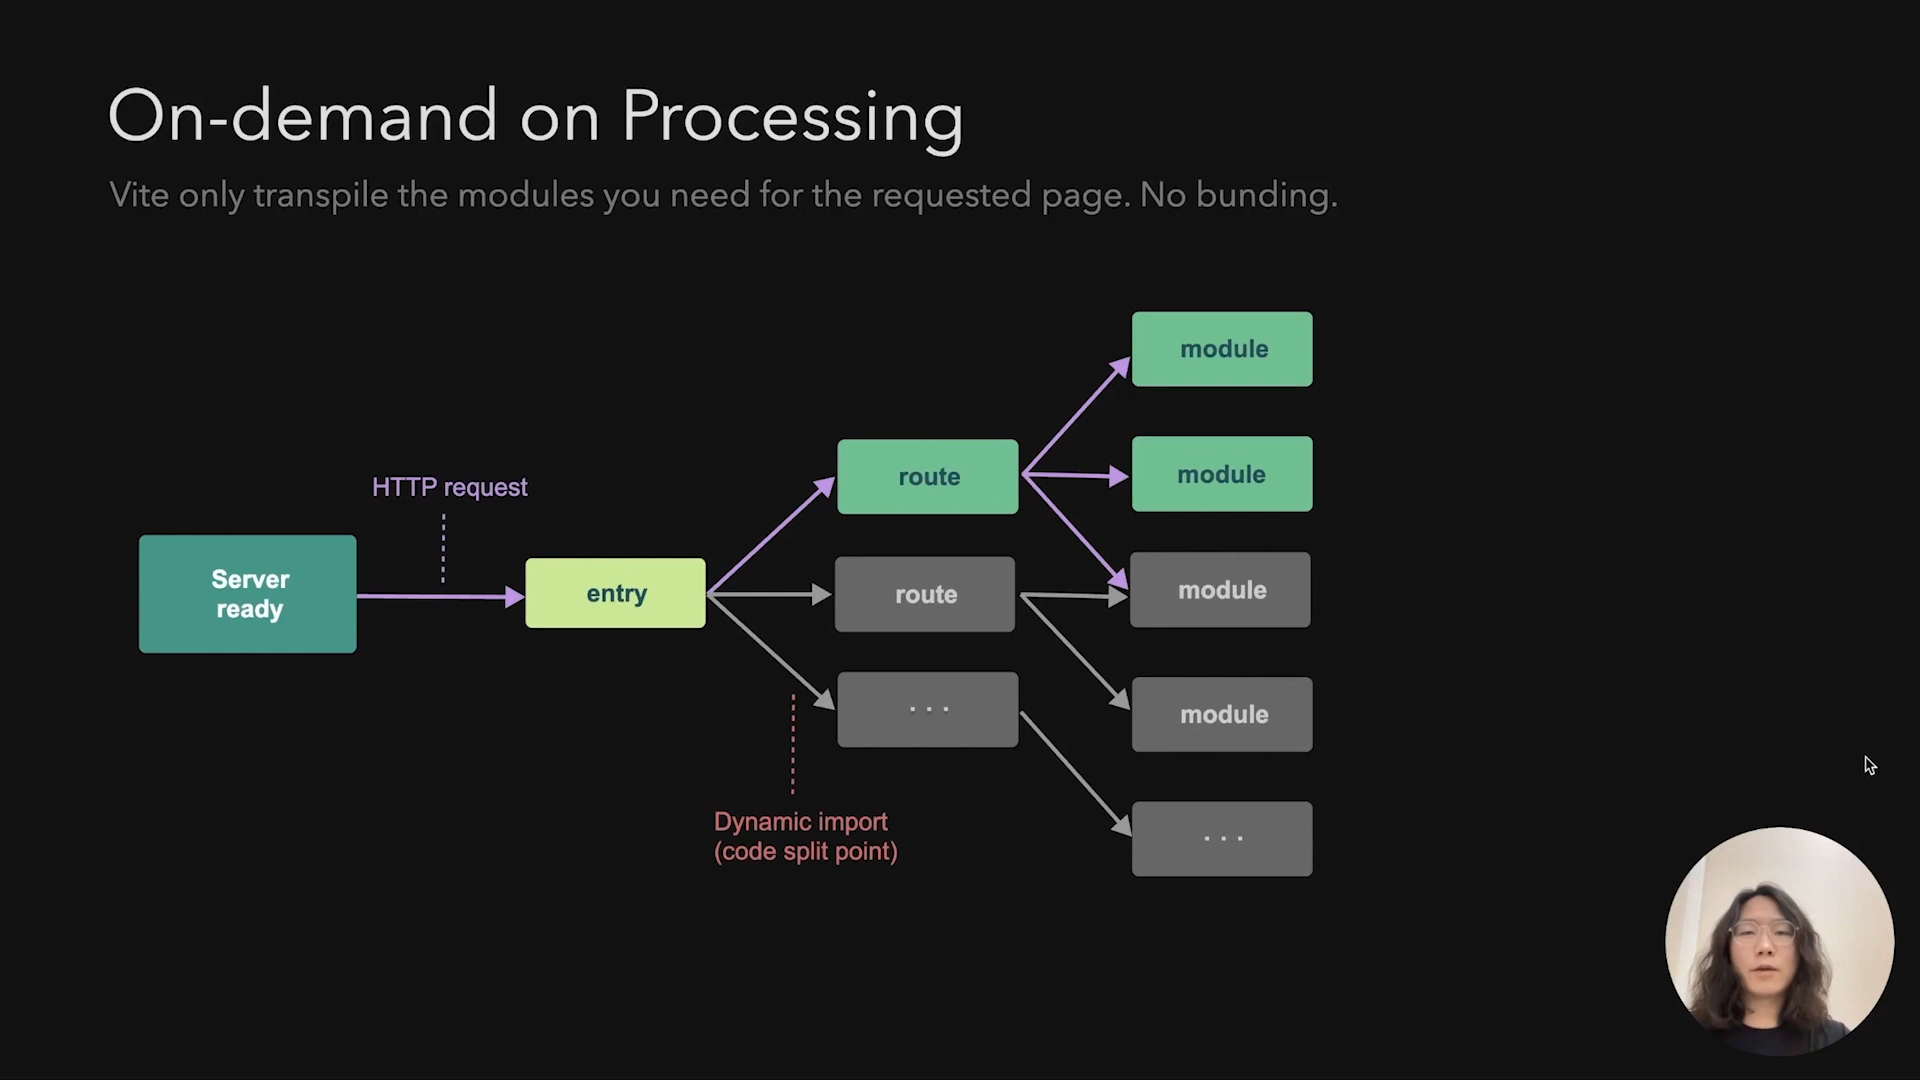 On-demand on Processing
Vite only transpile the modules you need for the requested page. No bunding.
HTTP request
Server
ready
entry
route
route
. . .
module
module
module
module
. . .
Dynamic import
(code split point)